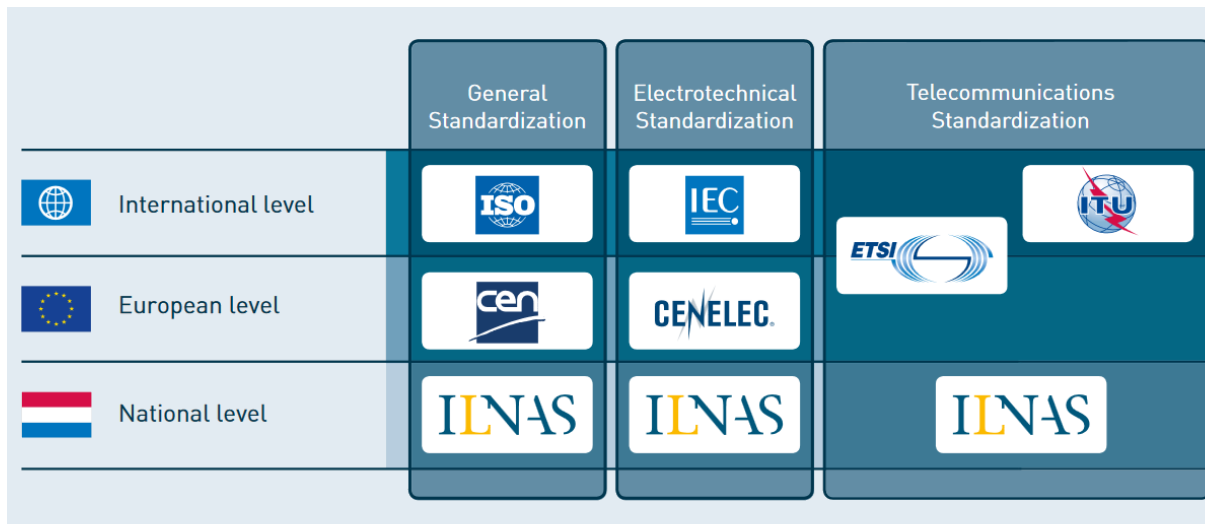 General
Standardization
Electrotechnical
Standardization
Telecommunications
Standardization
International level
ISO
IEC
ITU
ETSI
European level
cen
CENELEC
National level
ILNAS
ILNAS
ILNAS